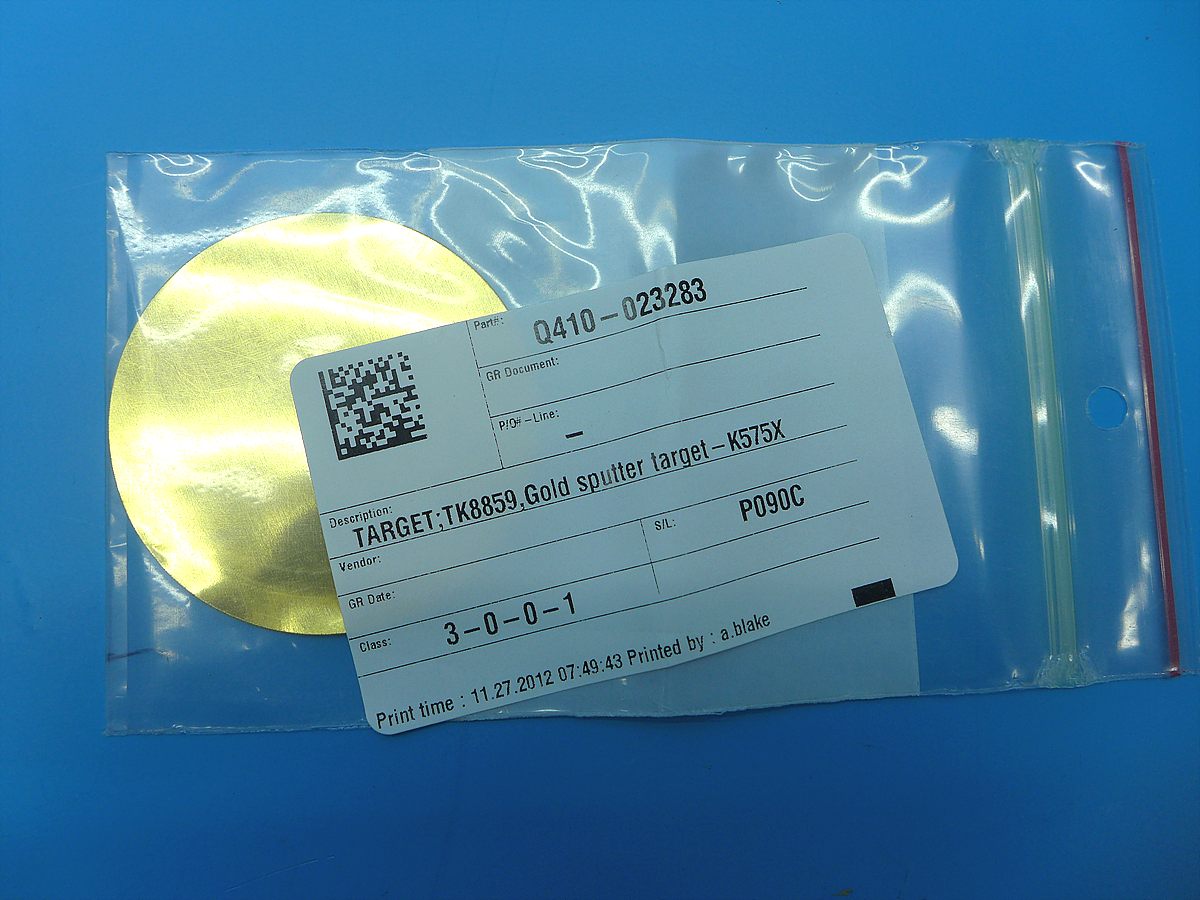 Part#: Q410-023283
GR Document:
P/O#-Line: -
Description:
TARGET;TK8859,Gold sputter target-K575X
Vendor:
GR Date: S/L: P090C
Class: 3-0-0-1
Print time : 11.27.2012 07:49:43 Printed by : a.blake